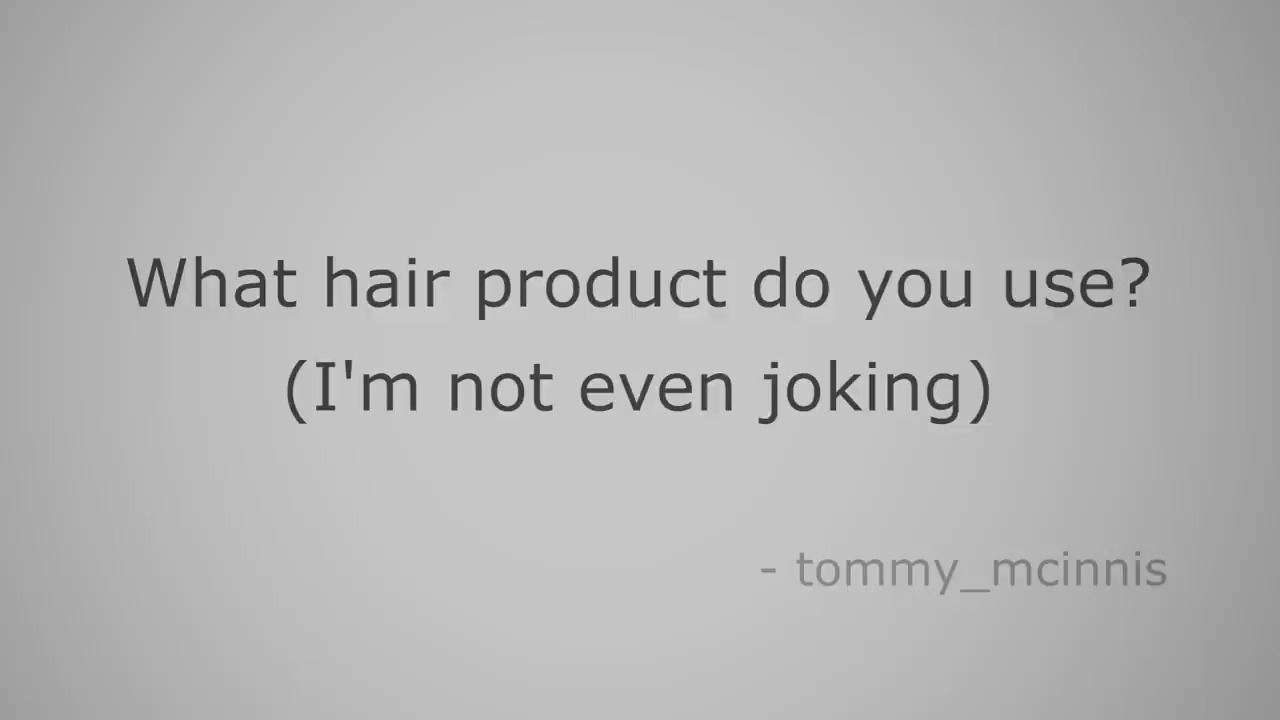 What hair product do you use?
(I'm not even joking)
- tommy_mcinnis